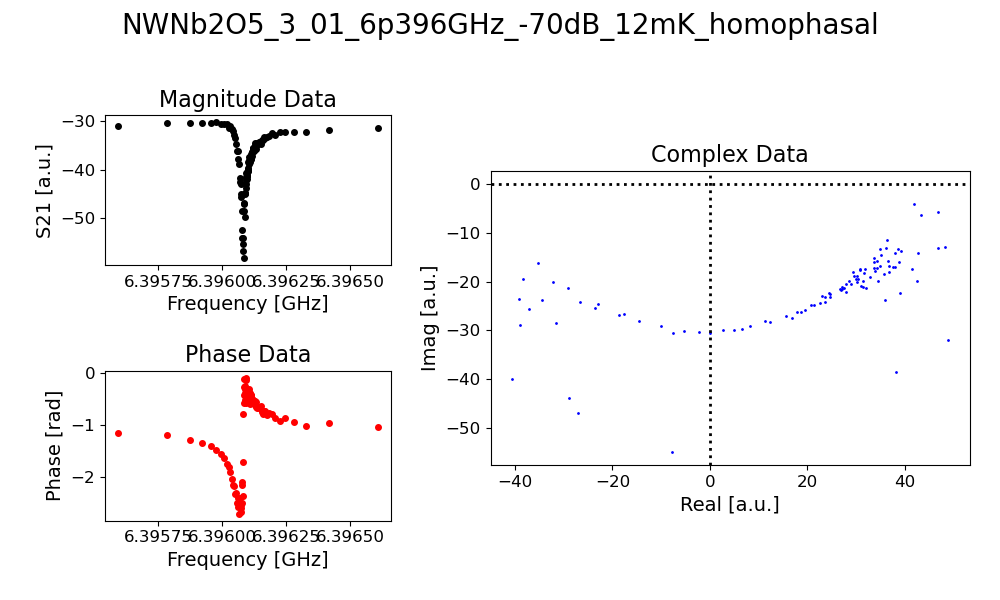 NWNb2O5_3_01_6p396GHz_-70dB_12mK_homophasal
Magnitude Data
S21 [a.u.]
−30
−40
−50
6.39575 6.39600 6.39625 6.39650
Frequency [GHz]
Phase Data
Phase [rad]
0
−1
−2
6.39575 6.39600 6.39625 6.39650
Frequency [GHz]
Complex Data
Imag [a.u.]
0
−10
−20
−30
−40
−50
−40 −20 0 20 40
Real [a.u.]